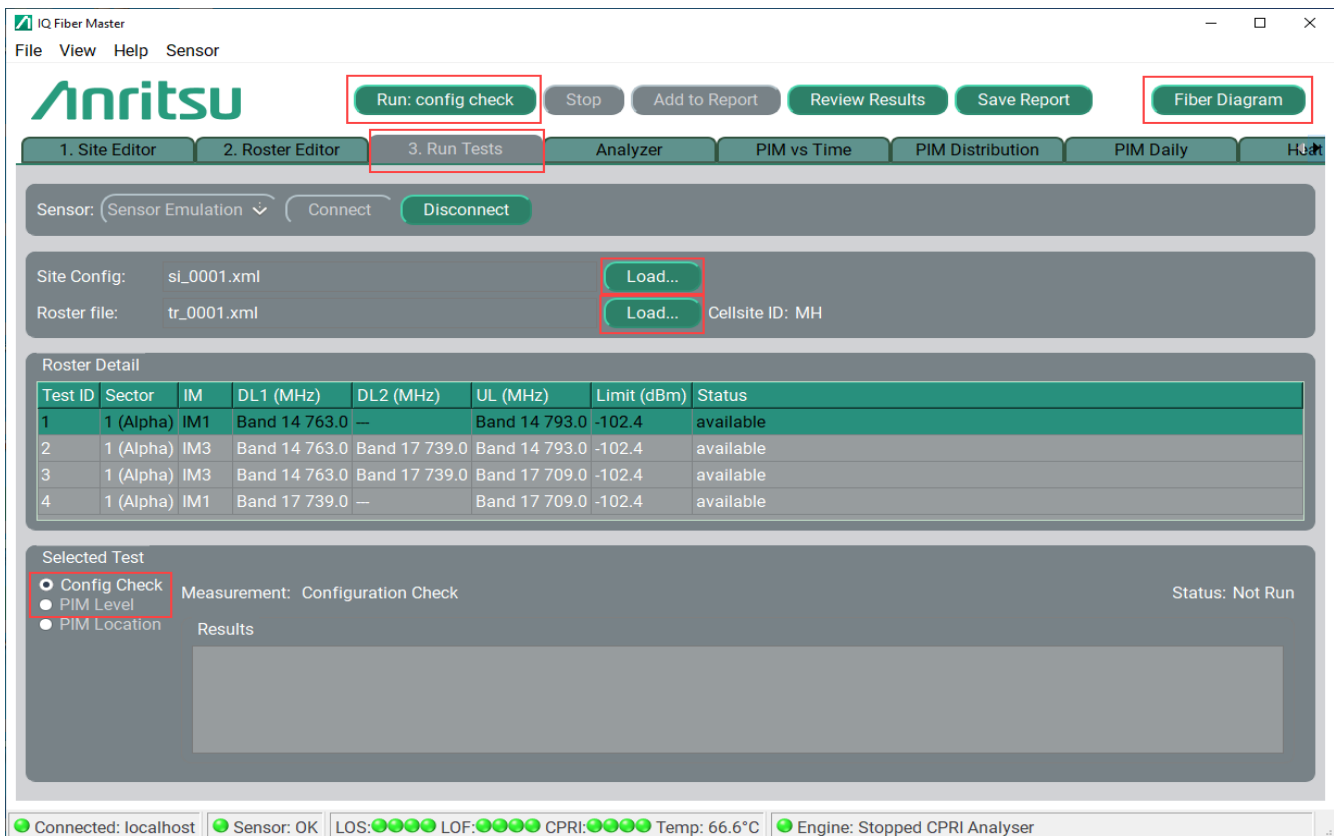 IQ Fiber Master
File View Help Sensor
Anritsu
Run: config check Stop Add to Report Review Results Save Report Fiber Diagram
1. Site Editor 2. Roster Editor 3. Run Tests Analyzer PIM vs Time PIM Distribution PIM Daily
Sensor: Sensor Emulation Connect Disconnect
Site Config: si_0001.xml Load...
Roster file: tr_0001.xml Load... Cellsite ID: MH
Roster Detail
Test ID Sector IM DL1 (MHz) DL2 (MHz) UL (MHz) Limit (dBm) Status
1 1 (Alpha) IM1 Band 14 763.0 --- Band 14 793.0 -102.4 available
2 1 (Alpha) IM3 Band 14 763.0 Band 17 739.0 Band 14 793.0 -102.4 available
3 1 (Alpha) IM3 Band 14 763.0 Band 17 739.0 Band 17 709.0 -102.4 available
4 1 (Alpha) IM1 Band 17 739.0 --- Band 17 709.0 -102.4 available
Selected Test
Config Check
Measurement: Configuration Check Status: Not Run
PIM Level
PIM Location
Results
Connected: localhost Sensor: OK LOS: LOF: CPRI: Temp: 66.6°C Engine: Stopped CPRI Analyser